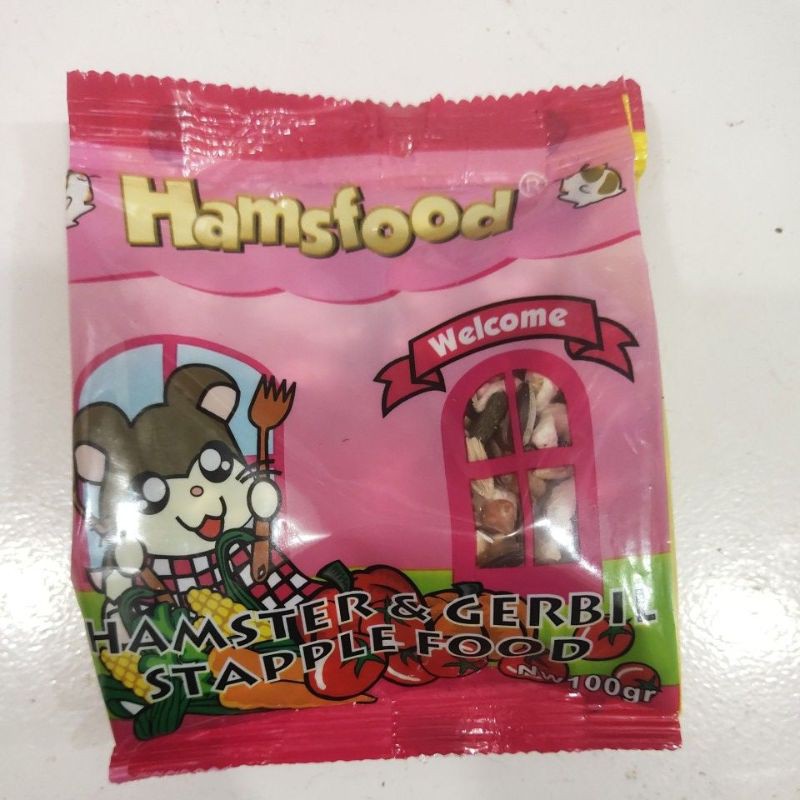 Hamsfood®
Welcome
HAMSTER & GERBIL
STAPPLE FOOD
NW 100gr